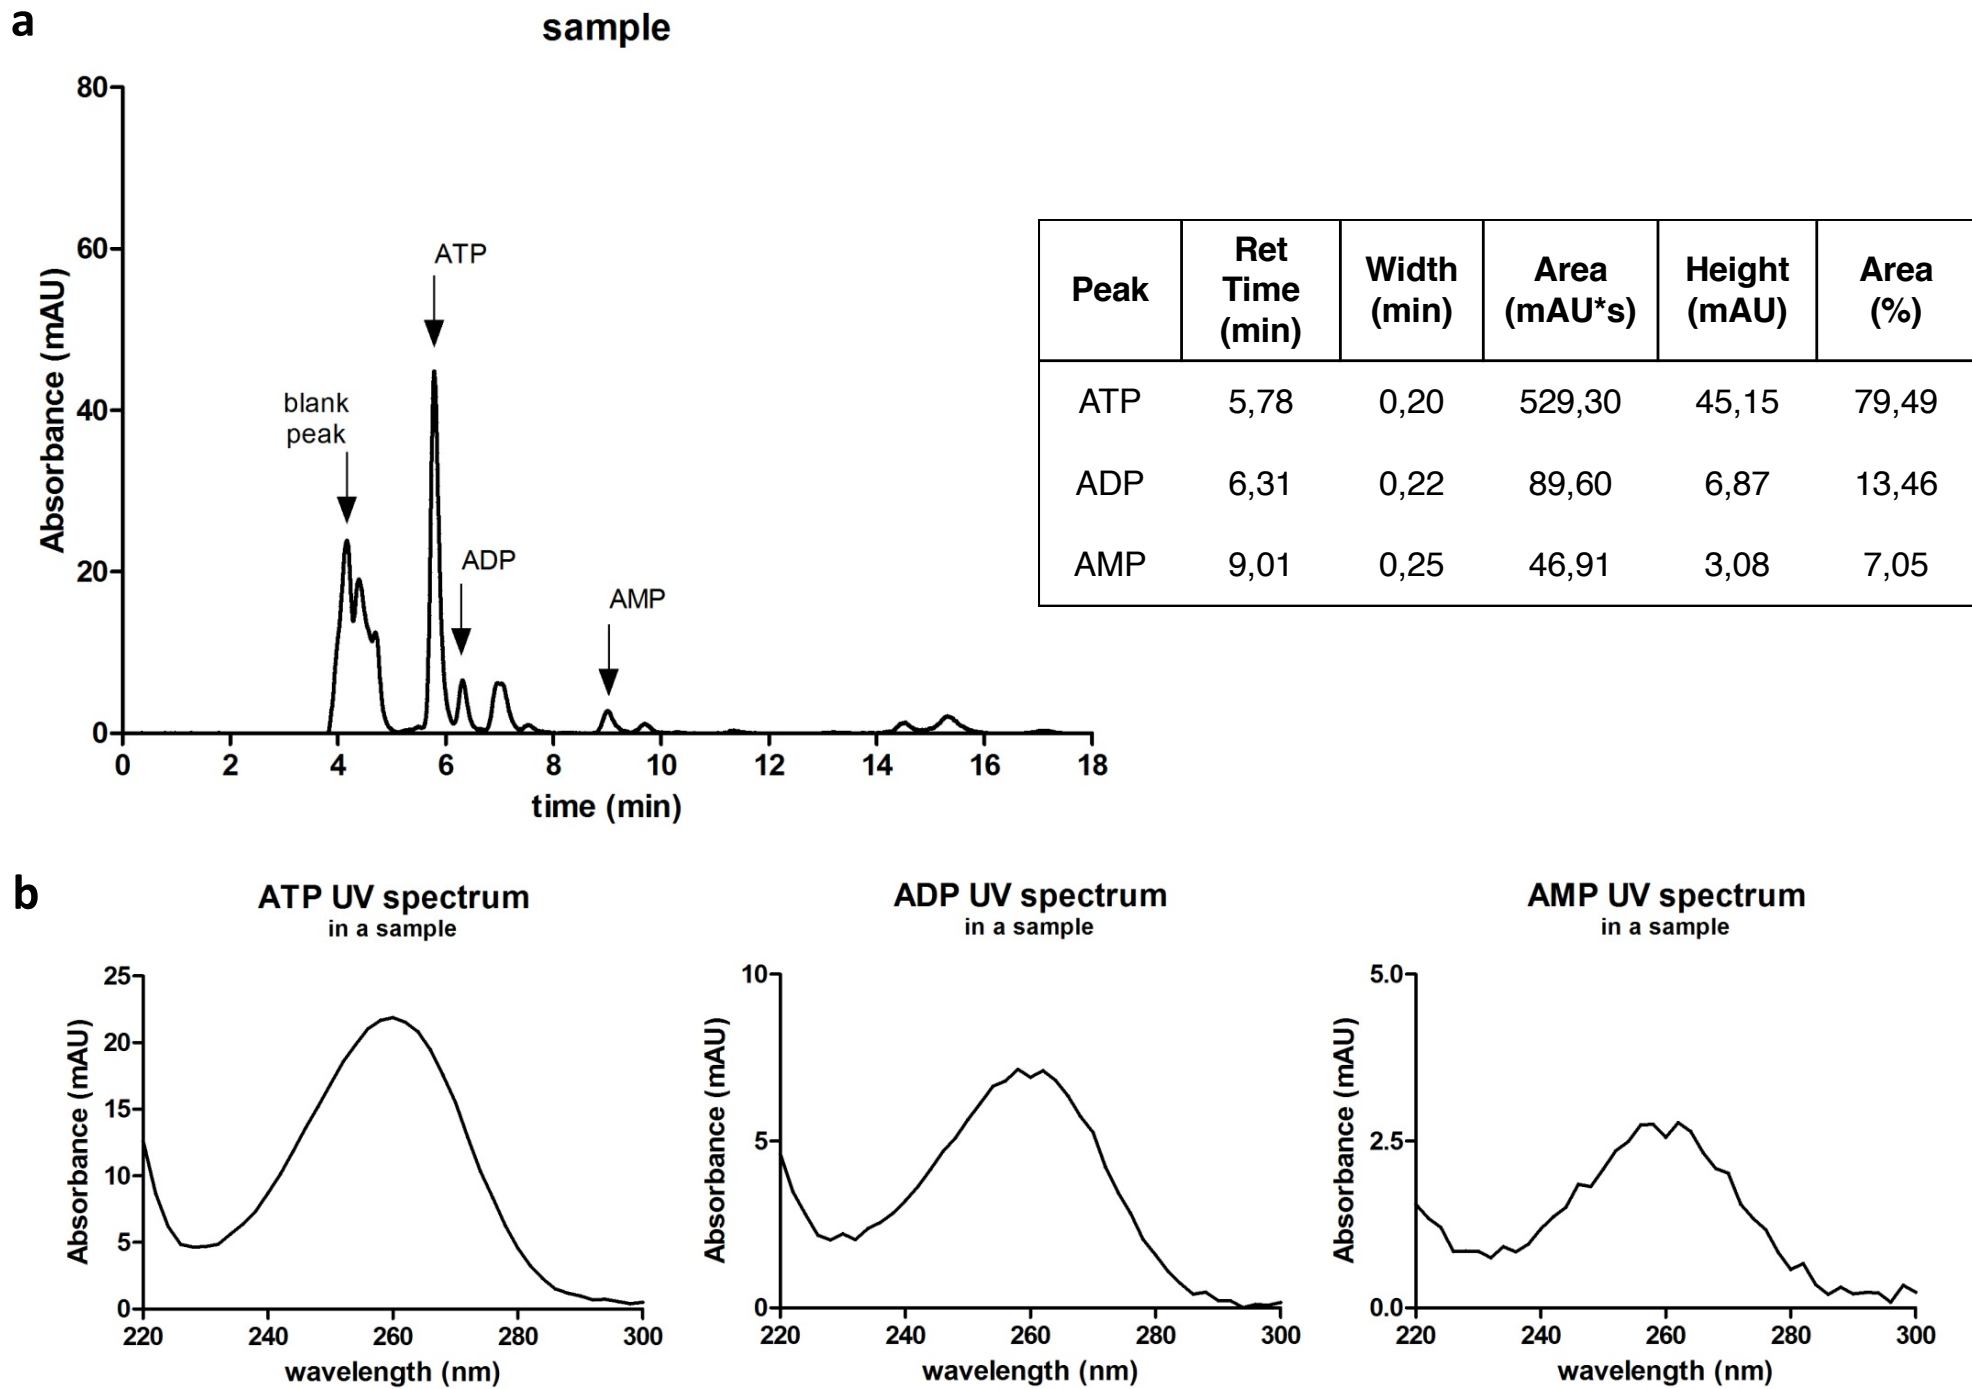 a
sample
80
60
40
20
0
Absorbance (mAU)
blank
peak
ATP
ADP
AMP
0 2 4 6 8 10 12 14 16 18
time (min)
Peak Ret Time (min) Width (min) Area (mAU*s) Height (mAU) Area (%)
ATP 5,78 0,20 529,30 45,15 79,49
ADP 6,31 0,22 89,60 6,87 13,46
AMP 9,01 0,25 46,91 3,08 7,05
b
ATP UV spectrum
in a sample
25
20
15
10
5
0
Absorbance (mAU)
220 240 260 280 300
wavelength (nm)
ADP UV spectrum
in a sample
10
5
0
Absorbance (mAU)
220 240 260 280 300
wavelength (nm)
AMP UV spectrum
in a sample
5.0
2.5
0.0
Absorbance (mAU)
220 240 260 280 300
wavelength (nm)